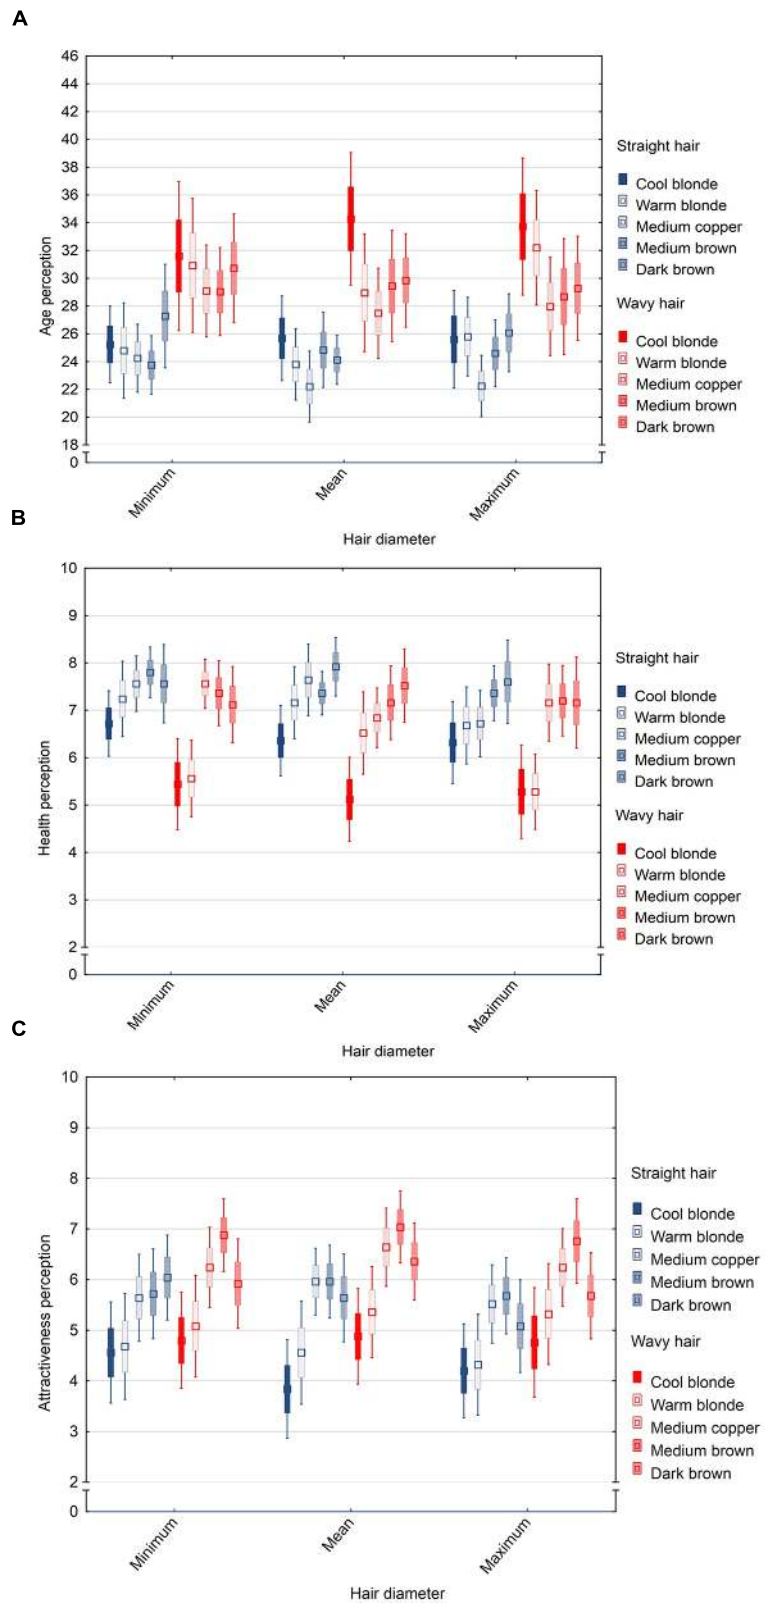 A
46
44
42
40
38
36
34
32
30
28
26
24
22
20
18
0
Age perception
Minimum
Mean
Maximum
Hair diameter
Straight hair
Cool blonde
Warm blonde
Medium copper
Medium brown
Dark brown
Wavy hair
Cool blonde
Warm blonde
Medium copper
Medium brown
Dark brown
B
10
9
8
7
6
5
4
3
2
0
Health perception
Minimum
Mean
Maximum
Hair diameter
Straight hair
Cool blonde
Warm blonde
Medium copper
Medium brown
Dark brown
Wavy hair
Cool blonde
Warm blonde
Medium copper
Medium brown
Dark brown
C
10
9
8
7
6
5
4
3
2
0
Attractiveness perception
Minimum
Mean
Maximum
Hair diameter
Straight hair
Cool blonde
Warm blonde
Medium copper
Medium brown
Dark brown
Wavy hair
Cool blonde
Warm blonde
Medium copper
Medium brown
Dark brown